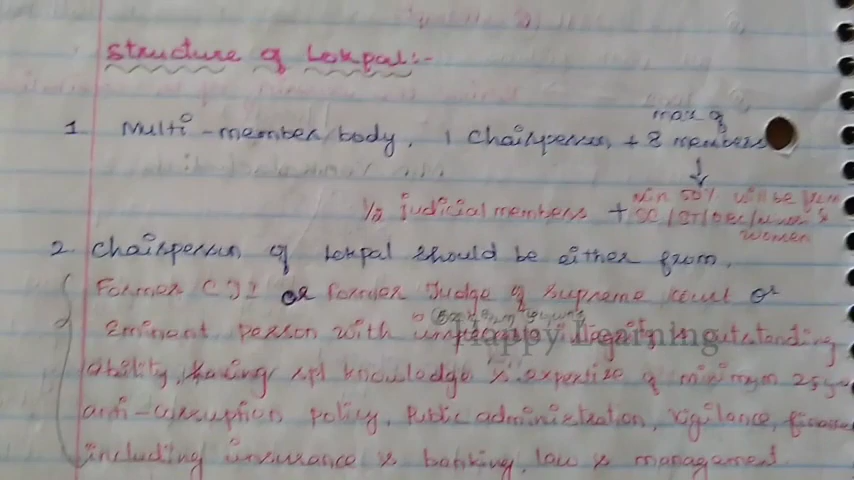 Structure of Lokpal:-
max of
1 Multi-member body, 1 Chairperson + 8 members
min 50% will be from
1/2 judicial members + SC/ST/OBC/minor's
women
2 Chairperson of Lokpal should be either from,
Former CJI or Former Judge of Supreme court or
Eminent person with outstanding
Happy Learning
ability, having spl knowledge & expertise of minimum 25 y
anti-corruption policy, Public administration, vigilance, finance
including insurance & banking, law & management.